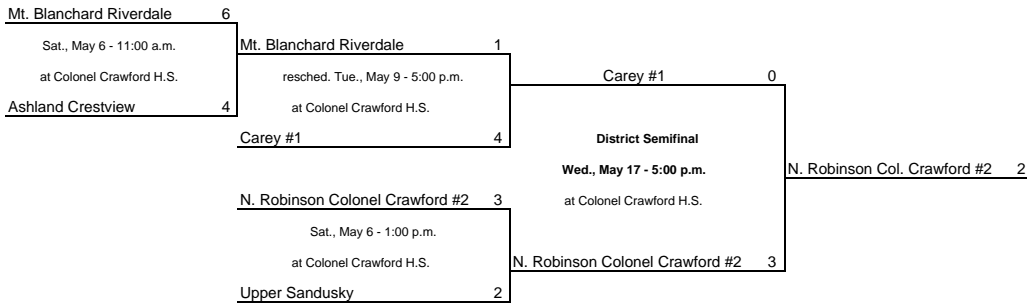 Mt. Blanchard Riverdale 6
Sat., May 6 - 11:00 a.m.
at Colonel Crawford H.S.
Ashland Crestview 4
Mt. Blanchard Riverdale 1
resched. Tue., May 9 - 5:00 p.m.
at Colonel Crawford H.S.
Carey #1 4
N. Robinson Colonel Crawford #2 3
Sat., May 6 - 1:00 p.m.
at Colonel Crawford H.S.
Upper Sandusky 2
Carey #1 0
District Semifinal
Wed., May 17 - 5:00 p.m.
at Colonel Crawford H.S.
N. Robinson Colonel Crawford #2 3
N. Robinson Col. Crawford #2 2